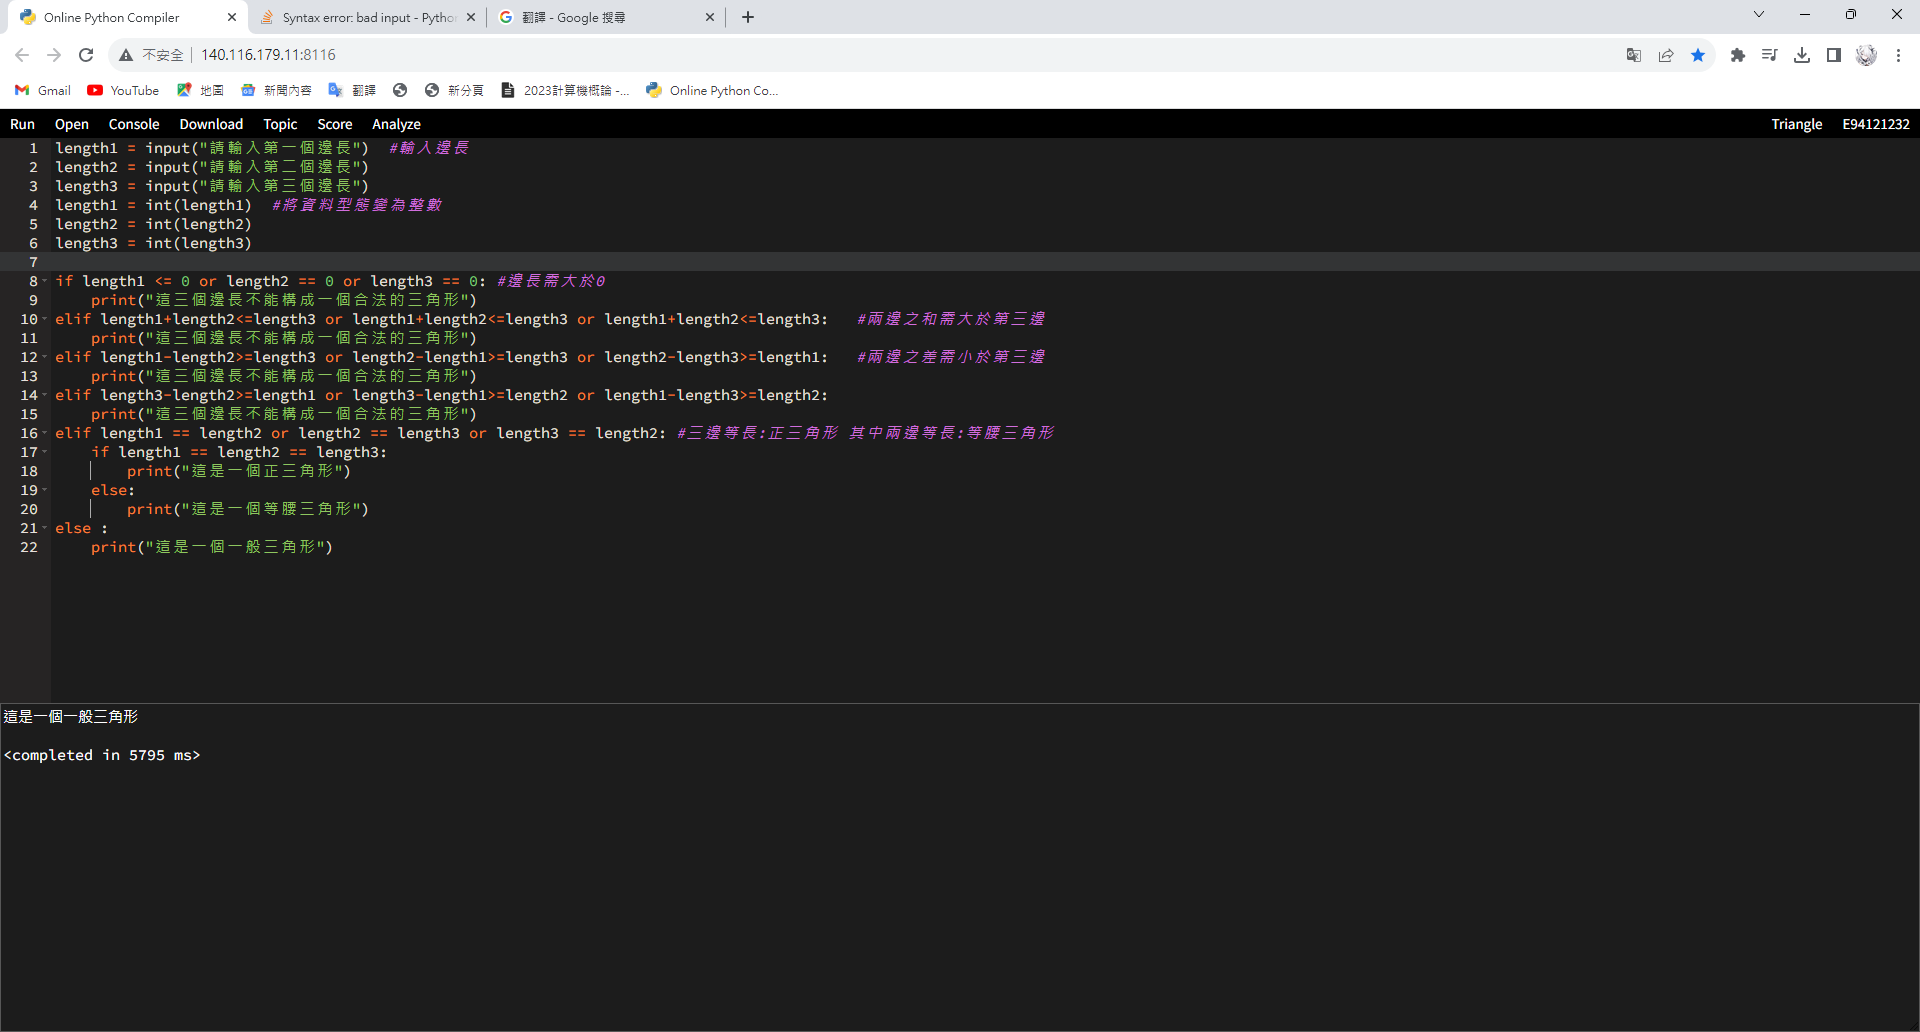 Online Python Compiler
Syntax error: bad input - Pytho
翻譯 - Google 搜尋
不安全
140.116.179.11:8116
Gmail
YouTube
地圖
新聞內容
翻譯
新分頁
2023計算機概論 -...
Online Python Co...
Run Open Console Download Topic Score Analyze
Triangle E94121232
1 length1 = input("請輸入第一個邊長")  #輸入邊長
2 length2 = input("請輸入第二個邊長")
3 length3 = input("請輸入第三個邊長")
4 length1 = int(length1)  #將資料型態變為整數
5 length2 = int(length2)
6 length3 = int(length3)
7
8 if length1 <= 0 or length2 == 0 or length3 == 0: #邊長需大於0
9     print("這三個邊長不能構成一個合法的三角形")
10 elif length1+length2<=length3 or length1+length2<=length3 or length1+length2<=length3:   #兩邊之和需大於第三邊
11     print("這三個邊長不能構成一個合法的三角形")
12 elif length1-length2>=length3 or length2-length1>=length3 or length2-length3>=length1:   #兩邊之差需小於第三邊
13     print("這三個邊長不能構成一個合法的三角形")
14 elif length3-length2>=length1 or length3-length1>=length2 or length1-length3>=length2:
15     print("這三個邊長不能構成一個合法的三角形")
16 elif length1 == length2 or length2 == length3 or length3 == length2: #三邊等長:正三角形 其中兩邊等長:等腰三角形
17     if length1 == length2 == length3:
18         print("這是一個正三角形")
19     else:
20         print("這是一個等腰三角形")
21 else :
22     print("這是一個一般三角形")
這是一個一般三角形
<completed in 5795 ms>